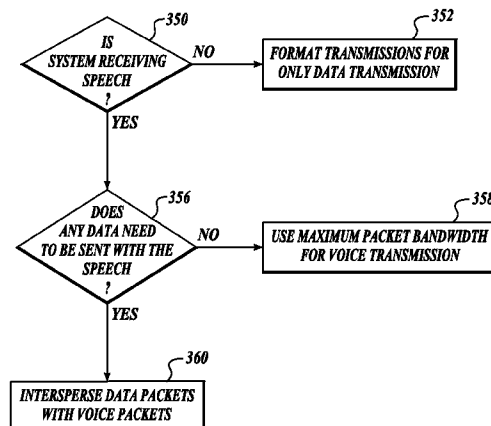 350
IS
SYSTEM RECEIVING
SPEECH
?
NO
352
FORMAT TRANSMISSIONS FOR
ONLY DATA TRANSMISSION
YES
356
DOES
ANY DATA NEED
TO BE SENT WITH THE
SPEECH
?
NO
358
USE MAXIMUM PACKET BANDWIDTH
FOR VOICE TRANSMISSION
YES
360
INTERSPERSE DATA PACKETS
WITH VOICE PACKETS